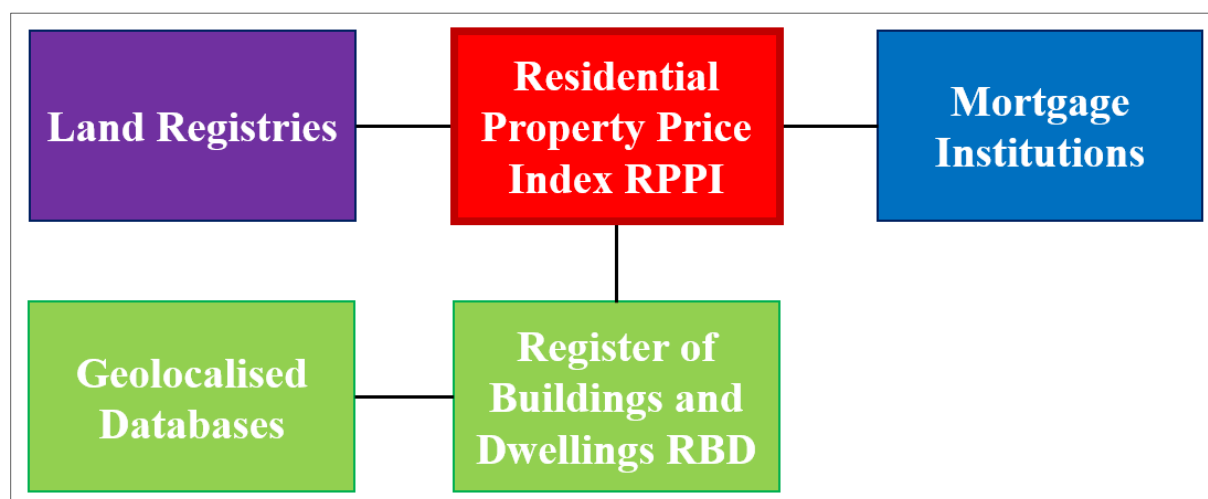 Land Registries
Residential
Property Price
Index RPPI
Mortgage
Institutions
Geolocalised
Databases
Register of
Buildings and
Dwellings RBD